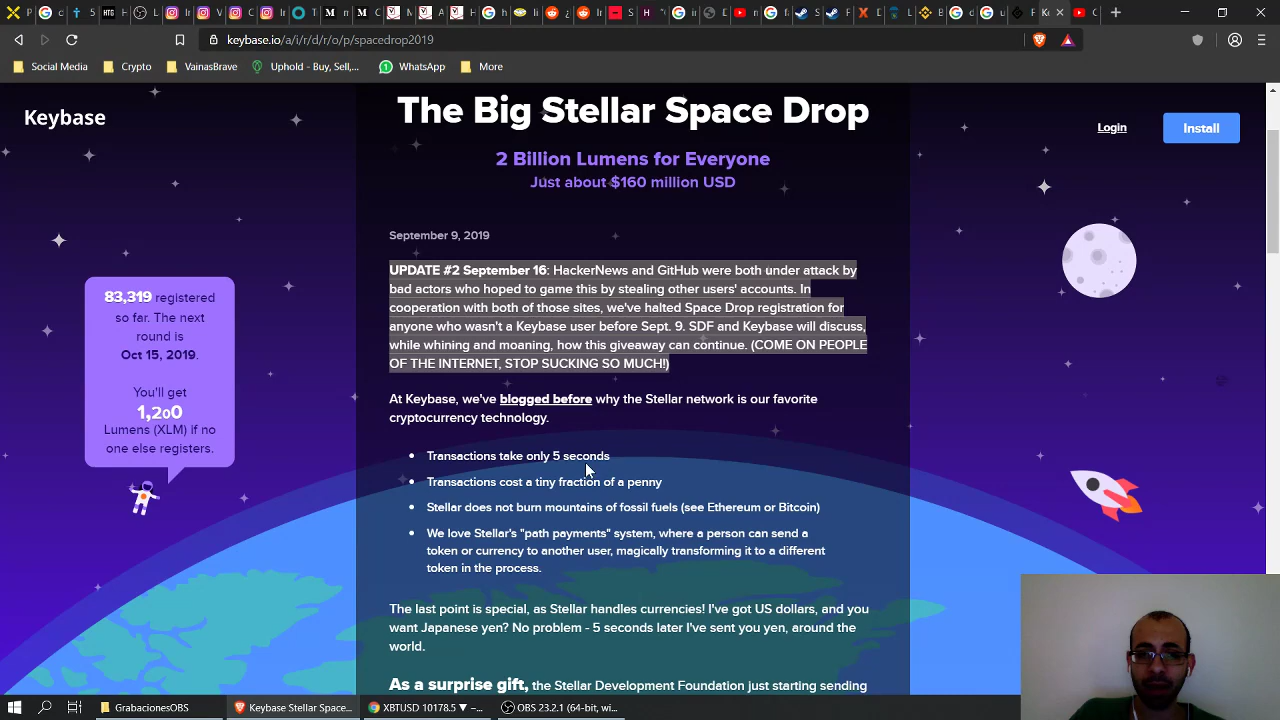 keybase.io/a/i/r/d/r/o/p/spacedrop2019
Social Media
Crypto
VainasBrave
Uphold - Buy, Sell,...
WhatsApp
More
Keybase
Login
Install
The Big Stellar Space Drop
2 Billion Lumens for Everyone
Just about $160 million USD
September 9, 2019
UPDATE #2 September 16: HackerNews and GitHub were both under attack by
bad actors who hoped to game this by stealing other users' accounts. In
cooperation with both of those sites, we've halted Space Drop registration for
anyone who wasn't a Keybase user before Sept. 9. SDF and Keybase will discuss,
while whining and moaning, how this giveaway can continue. (COME ON PEOPLE
OF THE INTERNET, STOP SUCKING SO MUCH!)
83,319 registered
so far. The next
round is
Oct 15, 2019.
You'll get
1,200
Lumens (XLM) if no
one else registers.
At Keybase, we've blogged before why the Stellar network is our favorite
cryptocurrency technology.
• Transactions take only 5 seconds
• Transactions cost a tiny fraction of a penny
• Stellar does not burn mountains of fossil fuels (see Ethereum or Bitcoin)
• We love Stellar's "path payments" system, where a person can send a
token or currency to another user, magically transforming it to a different
token in the process.
The last point is special, as Stellar handles currencies! I've got US dollars, and you
want Japanese yen? No problem - 5 seconds later I've sent you yen, around the
world.
As a surprise gift, the Stellar Development Foundation just starting sending
GrabacionesOBS
Keybase Stellar Space...
XBTUSD 10178.5 ▼ –...
OBS 23.2.1 (64-bit, wi...